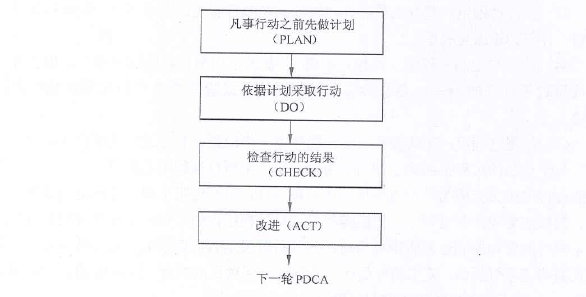 凡事行动之前先做计划
(PLAN)
依据计划采取行动
(DO)
检查行动的结果
(CHECK)
改进(ACT)
下一轮 PDCA